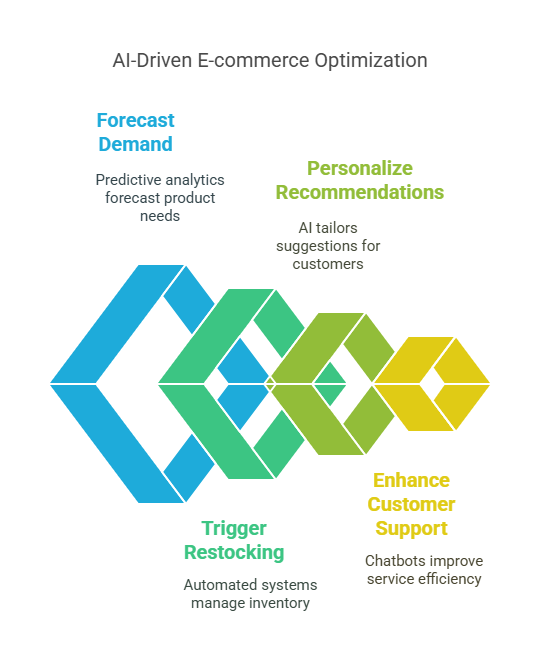 AI-Driven E-commerce Optimization
Forecast
Demand
Predictive analytics
forecast product
needs
Personalize
Recommendations
AI tailors
suggestions for
customers
Trigger
Restocking
Automated systems
manage inventory
Enhance
Customer
Support
Chatbots improve
service efficiency